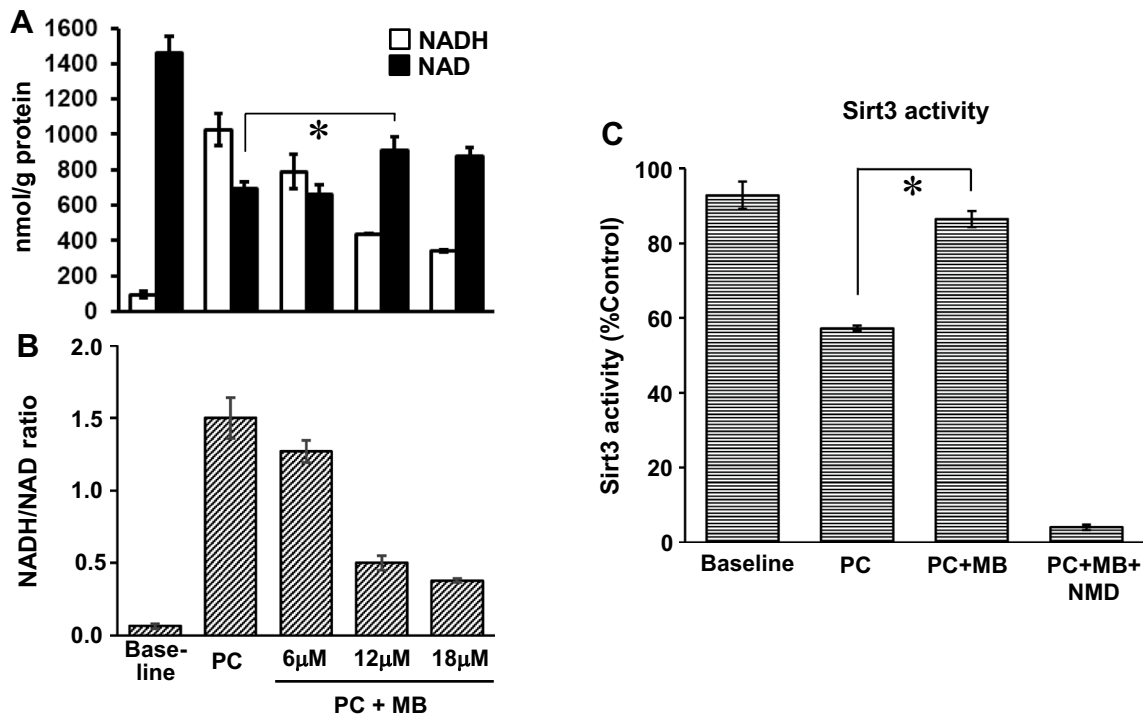 A
1600
1400
1200
1000
800
600
400
200
0
nmol/g protein
NADH
NAD
*
B
2.0
1.5
1.0
0.5
0.0
NADH/NAD ratio
Base-
line
PC
6μM
12μM
18μM
PC + MB
C
Sirt3 activity
100
80
60
40
20
0
Sirt3 activity (%Control)
*
Baseline
PC
PC+MB
PC+MB+
NMD